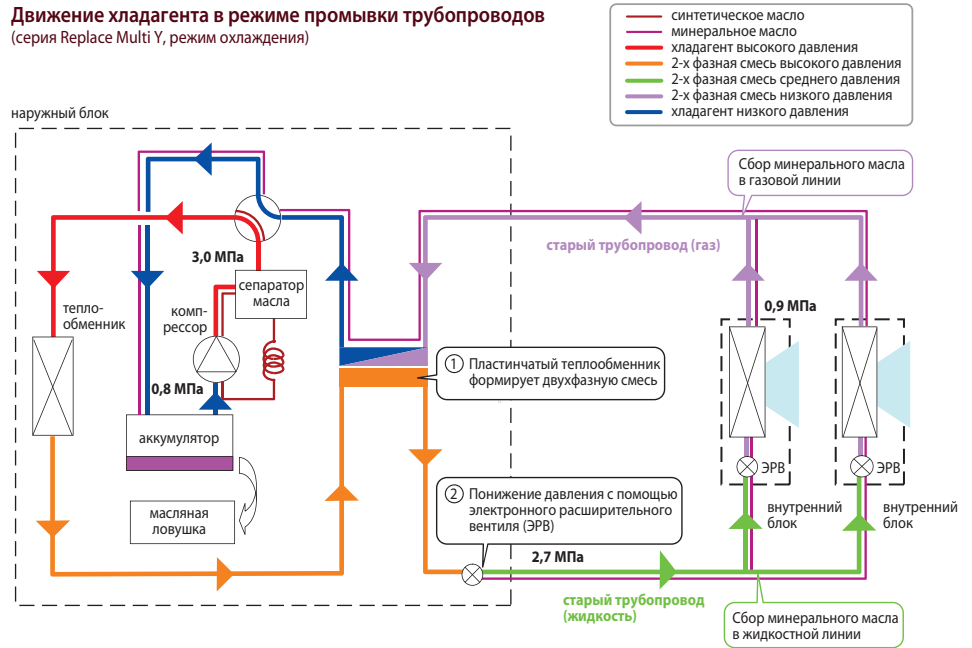 Движение хладагента в режиме промывки трубопроводов
(серия Replace Multi Y, режим охлаждения)
синтетическое масло
минеральное масло
хладагент высокого давления
2-х фазная смесь высокого давления
2-х фазная смесь среднего давления
2-х фазная смесь низкого давления
хладагент низкого давления
наружный блок
Сбор минерального масла
в газовой линии
старый трубопровод (газ)
3,0 МПа
сепаратор
масла
тепло-
обменник
комп-
рессор
0,9 МПа
1 Пластинчатый теплообменник
формирует двухфазную смесь
0,8 МПа
аккумулятор
масляная
ловушка
2 Понижение давления с помощью
электронного расширительного
вентиля (ЭРВ)
ЭРВ
ЭРВ
внутренний
блок
внутренний
блок
2,7 МПа
старый трубопровод
(жидкость)
Сбор минерального масла
в жидкостной линии